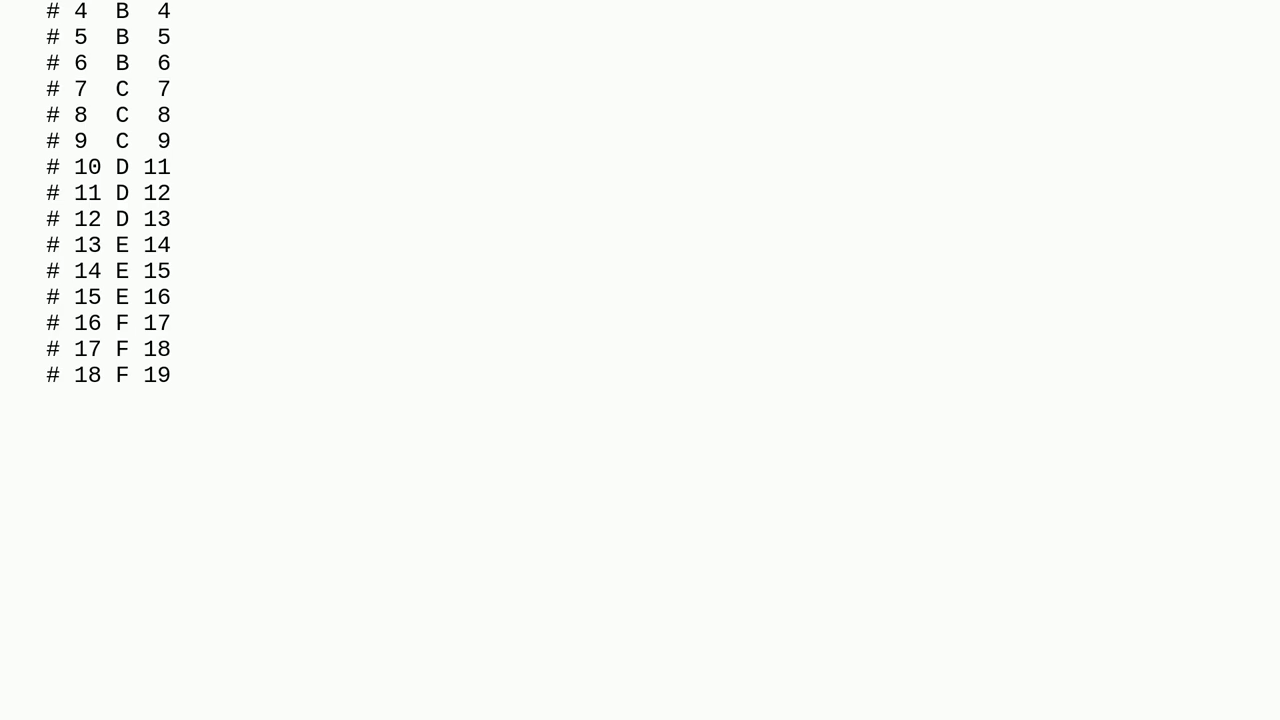 # 4  B  4
# 5  B  5
# 6  B  6
# 7  C  7
# 8  C  8
# 9  C  9
# 10 D 11
# 11 D 12
# 12 D 13
# 13 E 14
# 14 E 15
# 15 E 16
# 16 F 17
# 17 F 18
# 18 F 19